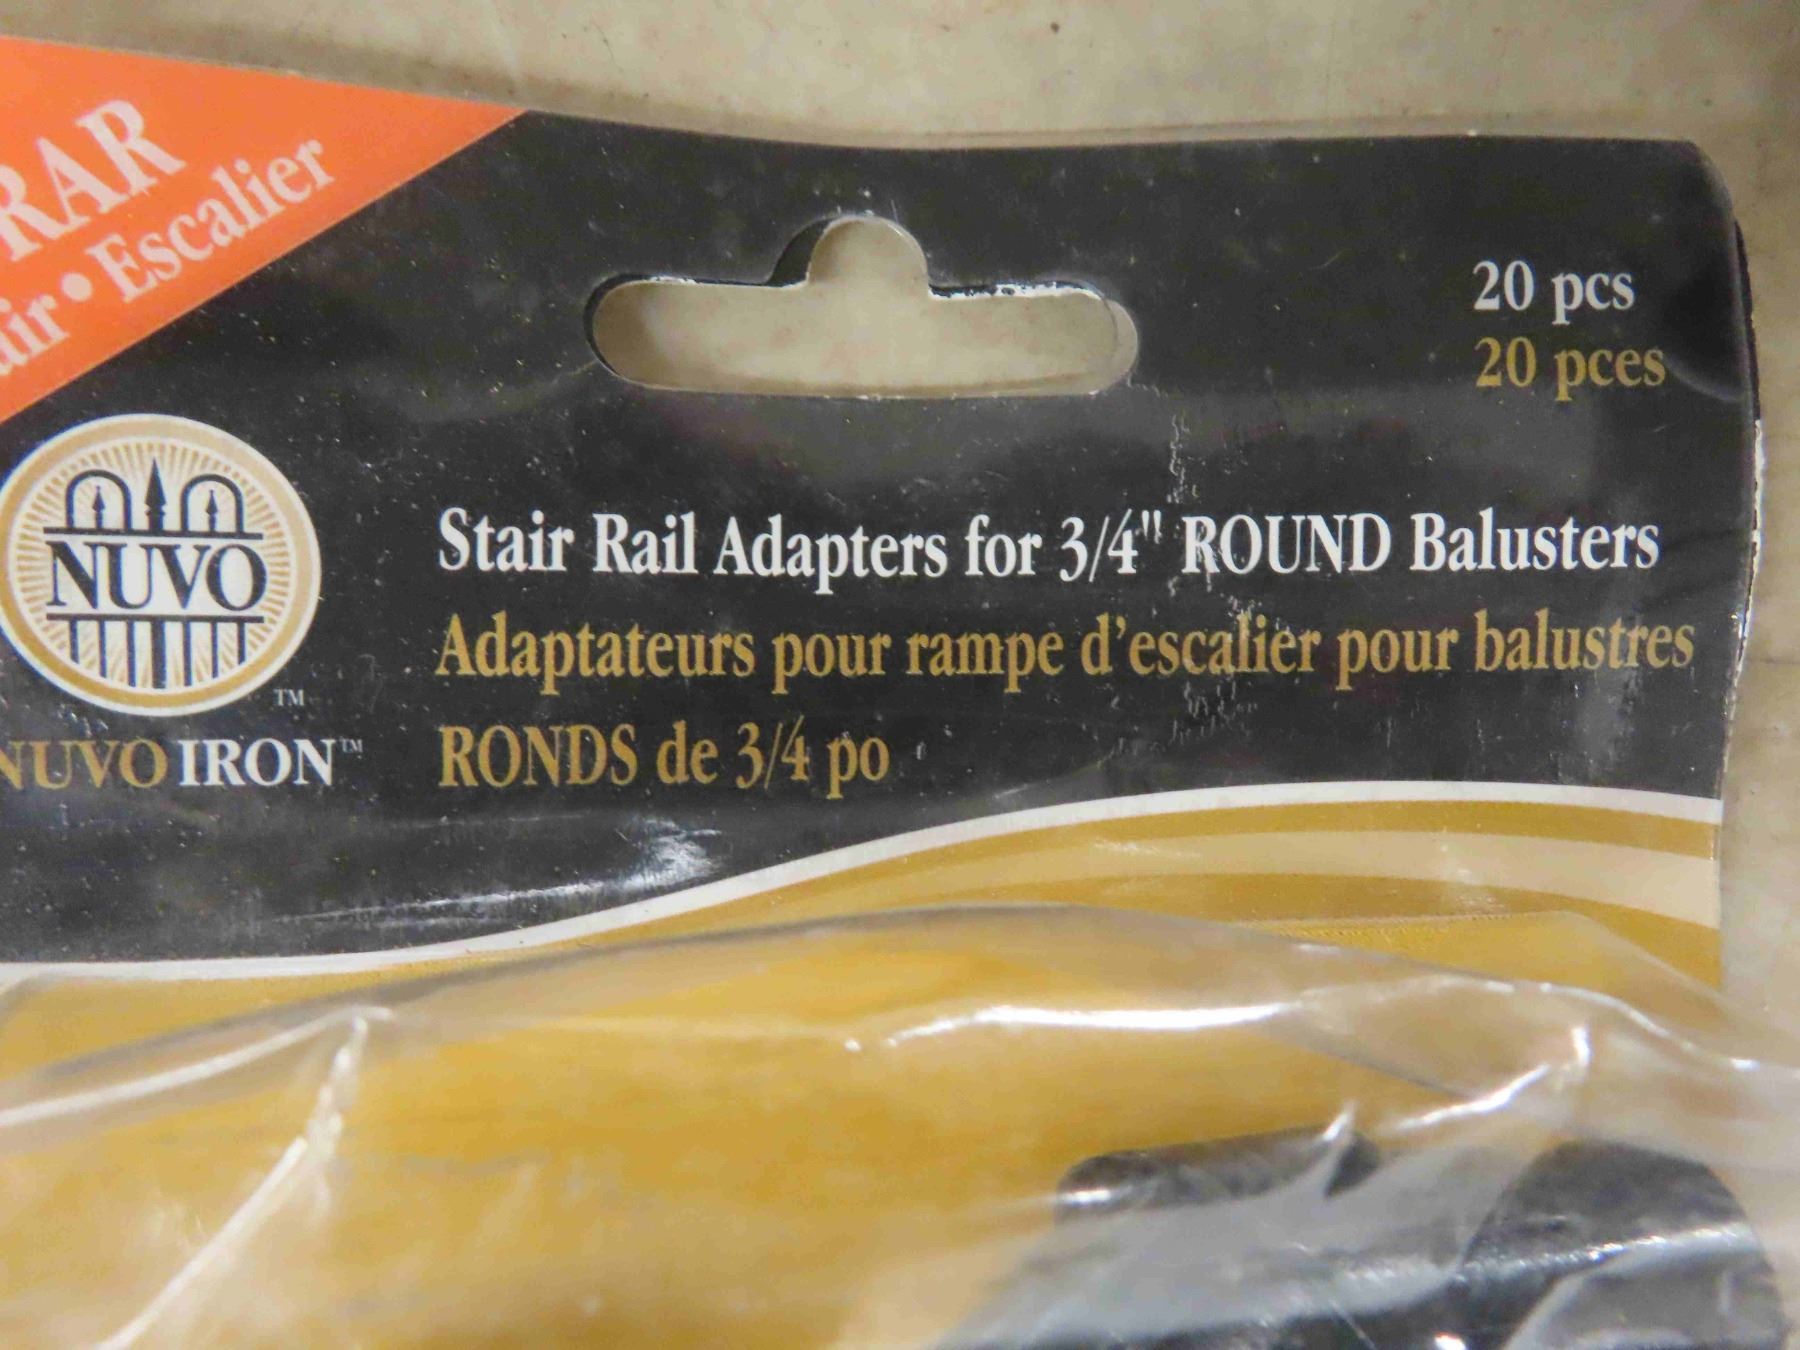 RAR
Escalier
20 pcs
20 pces
NUVO
TM
NUVO IRON™
Stair Rail Adapters for 3/4" ROUND Balusters
Adaptateurs pour rampe d'escalier pour balustres
RONDS de 3/4 po